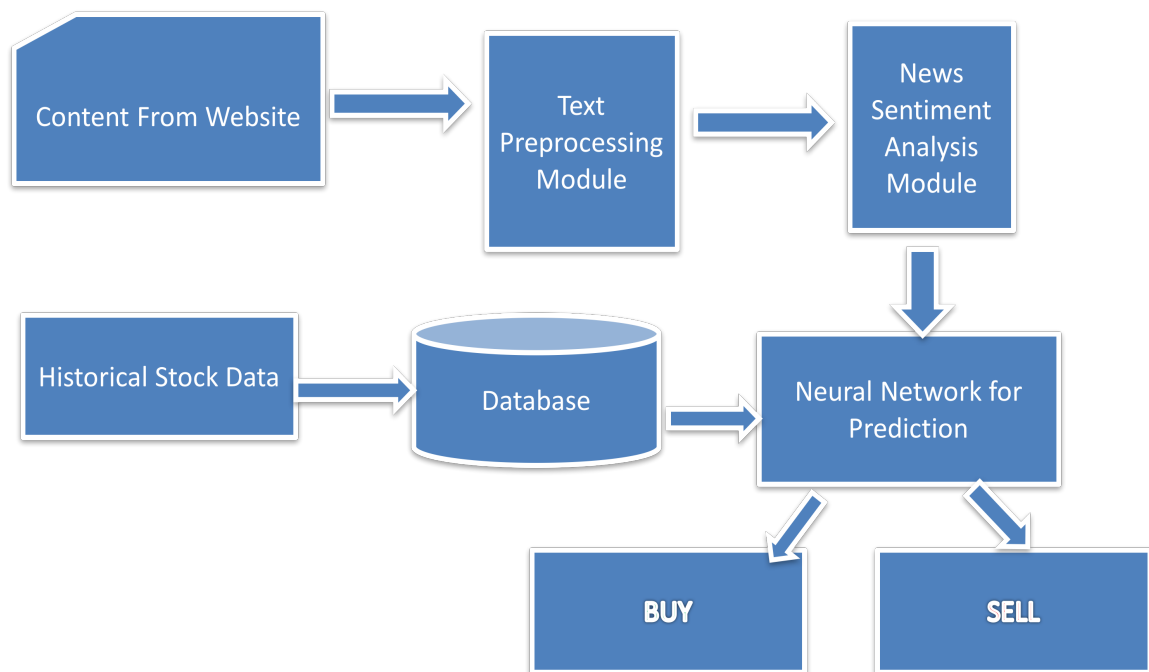 Content From Website
Text
Preprocessing
Module
News
Sentiment
Analysis
Module
Historical Stock Data
Database
Neural Network for
Prediction
BUY
SELL